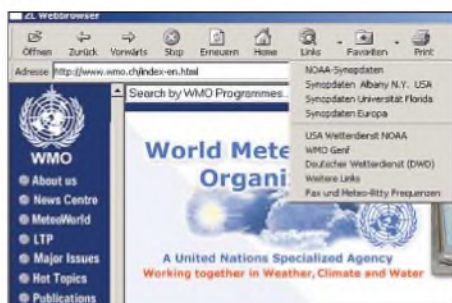 ZL Webbrowser
Öffnen Zurück Vorwärts Stop Erneuern Home Links Favoriten Print
Adresse http://www.wmo.ch/index-en.html
Search by WMO Programmes..
NOAA-Synopdaten
Synopdaten Albany N.Y. USA
Synopdaten Universität Florida
Synopdaten Europa
USA Wetterdienst NOAA
WMO Genf
Deutscher Wetterdienst (DWD)
Weitere Links
Fax und Meteo-Rtty Frequenzen
WMO
About us
News Centre
MeteoWorld
LTP
Major Issues
Hot Topics
Publications
World Mete
Organi
A United Nations Specialized Agency
Working together in Weather, Climate and Water